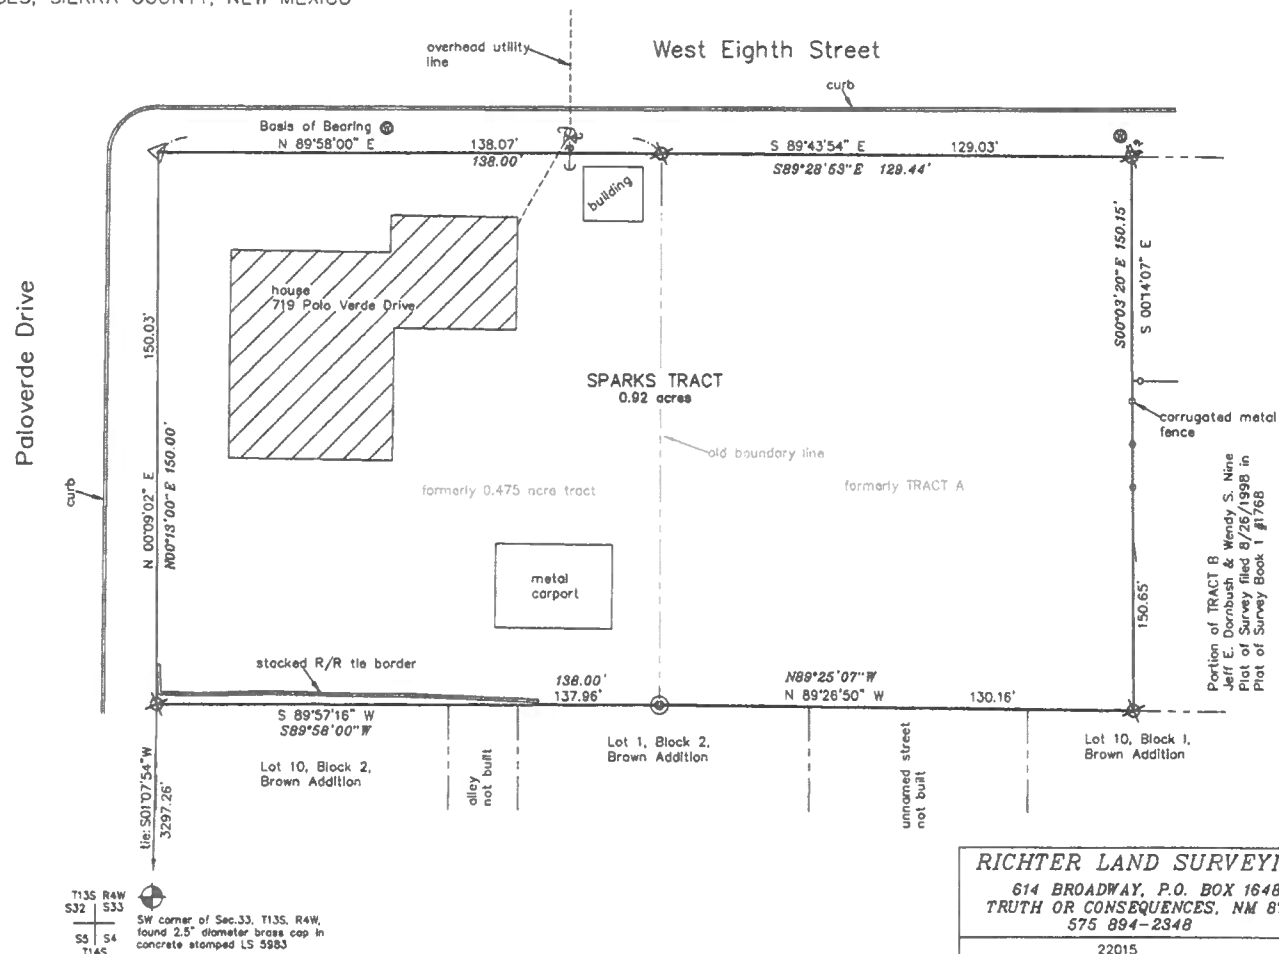 SIERRA COUNTY, NEW MEXICO
West Eighth Street
overhead utility
line
curb
Basis of Bearing
N 89°58'00" E 138.07'
138.00'
S 89°43'54" E 129.03'
S89°28'53"E 129.44'
building
house
719 Palo Verde Drive
Paloverde Drive
curb
150.03'
N 00°09'02" E
N00°13'00"E 150.00'
SPARKS TRACT
0.92 acres
old boundary line
formerly 0.475 acre tract
formerly TRACT A
S00°03'20"E 150.15'
S 00°14'07" E
150.65'
corrugated metal
fence
Portion of TRACT B
Jeff E. Dornbush & Wendy S. Nine
Plat of Survey filed 8/26/1998 in
Plat of Survey Book 1 #1768
metal
carport
stacked R/R tie border
138.00'
137.96'
S 89°57'16" W
S89°58'00"W
N89°25'07"W
N 89°26'50" W 130.16'
Lot 10, Block 2,
Brown Addition
alley
not built
Lot 1, Block 2,
Brown Addition
unnamed street
not built
Lot 10, Block 1,
Brown Addition
tie: S01°07'54"W
3297.26'
T13S R4W
S32 S33
S5 S4
T14S
SW corner of Sec.33, T13S, R4W,
found 2.5" diameter brass cap in
concrete stamped LS 5983
RICHTER LAND SURVEYI
614 BROADWAY, P.O. BOX 1648
TRUTH OR CONSEQUENCES, NM 8
575 894-2348
22015